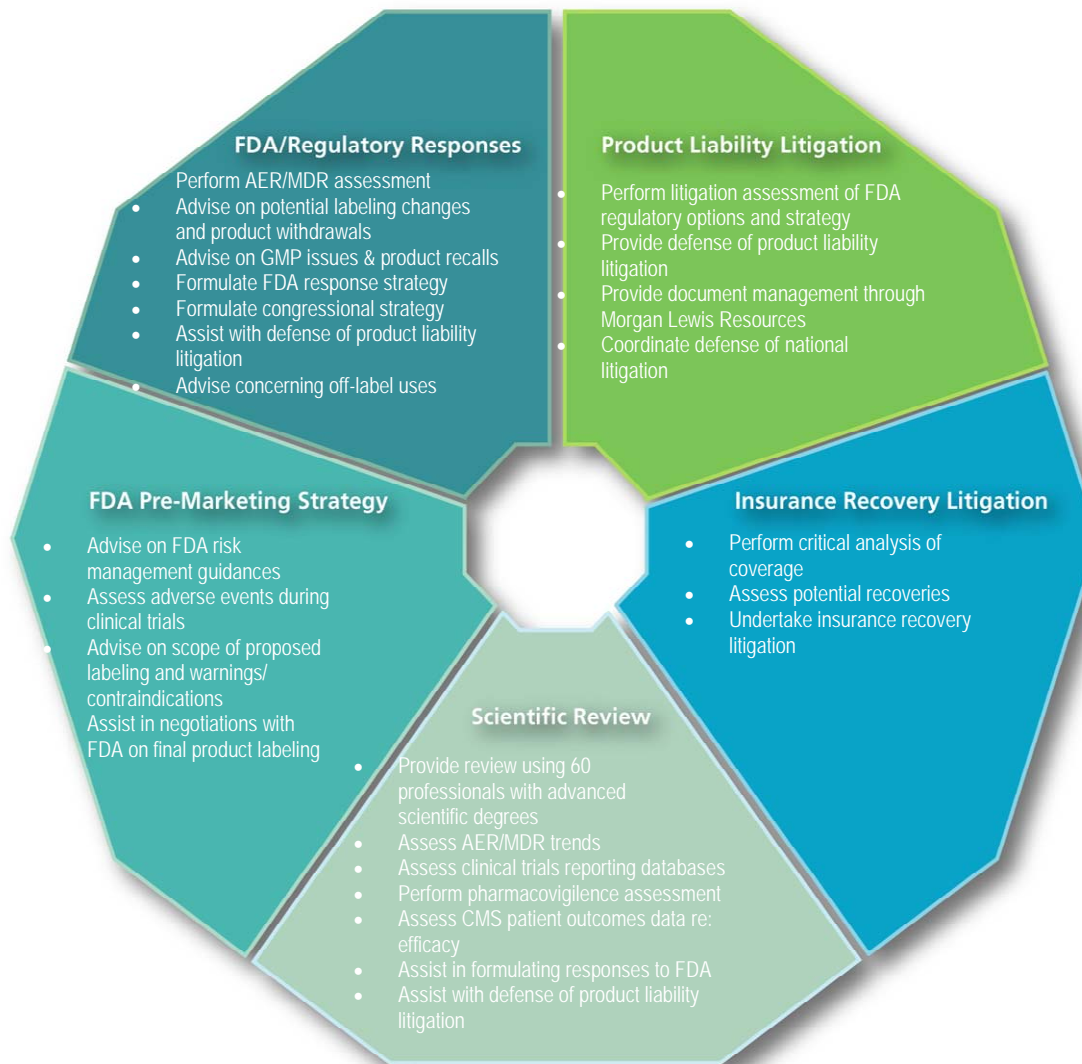 FDA/Regulatory Responses
Perform AER/MDR assessment
• Advise on potential labeling changes
and product withdrawals
• Advise on GMP issues & product recalls
• Formulate FDA response strategy
• Formulate congressional strategy
• Assist with defense of product liability
litigation
• Advise concerning off-label uses
Product Liability Litigation
• Perform litigation assessment of FDA
regulatory options and strategy
• Provide defense of product liability
litigation
• Provide document management through
Morgan Lewis Resources
• Coordinate defense of national
litigation
FDA Pre-Marketing Strategy
• Advise on FDA risk
management guidances
• Assess adverse events during
clinical trials
• Advise on scope of proposed
labeling and warnings/
contraindications
Assist in negotiations with
FDA on final product labeling
Insurance Recovery Litigation
• Perform critical analysis of
coverage
• Assess potential recoveries
• Undertake insurance recovery
litigation
Scientific Review
• Provide review using 60
professionals with advanced
scientific degrees
• Assess AER/MDR trends
• Assess clinical trials reporting databases
• Perform pharmacovigilence assessment
• Assess CMS patient outcomes data re:
efficacy
• Assist in formulating responses to FDA
• Assist with defense of product liability
litigation